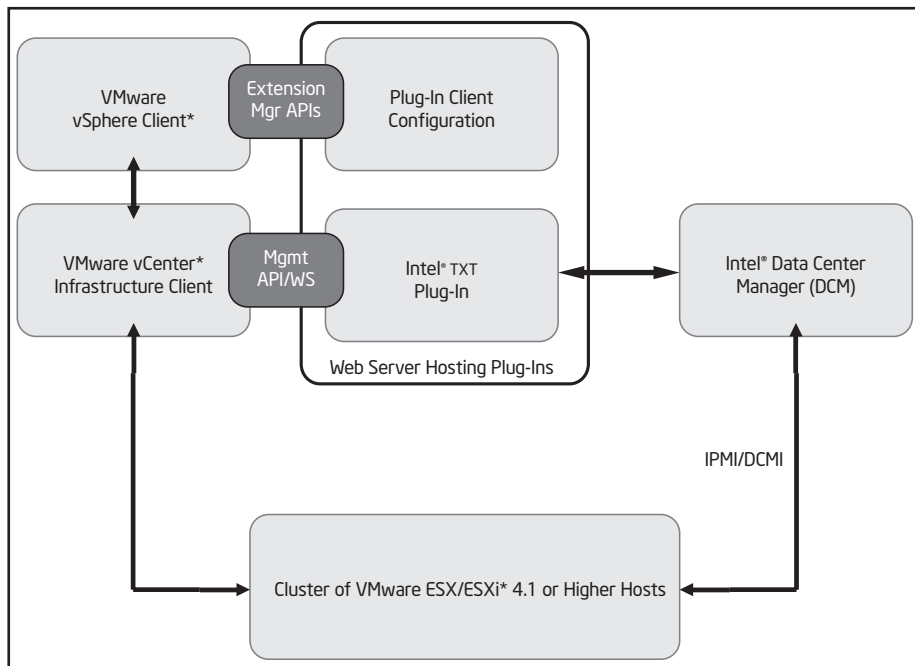 VMware
vSphere Client*
Extension
Mgr APIs
Plug-In Client
Configuration
VMware vCenter*
Infrastructure Client
Mgmt
API/WS
Intel® TXT
Plug-In
Intel® Data Center
Manager (DCM)
Web Server Hosting Plug-Ins
IPMI/DCMI
Cluster of VMware ESX/ESXi* 4.1 or Higher Hosts